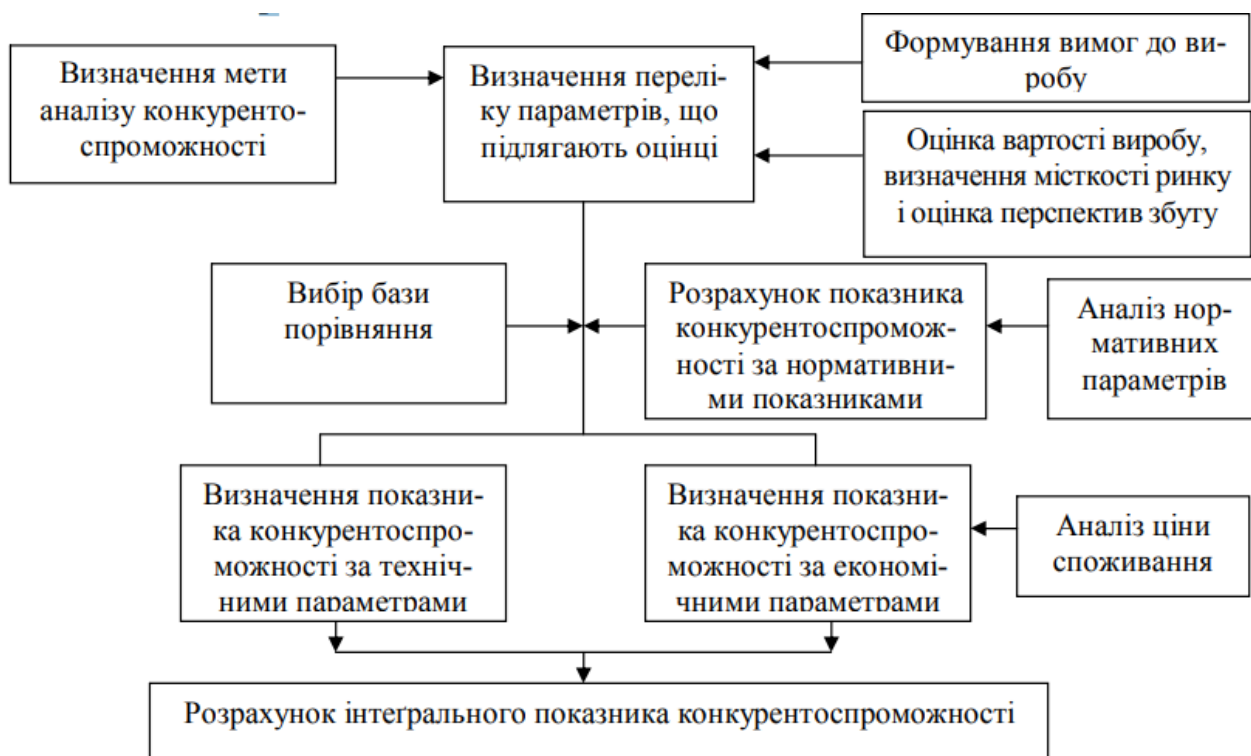 Визначення мети
аналізу конкуренто-
спроможності
Визначення перелі-
ку параметрів, що
підлягають оцінці
Формування вимог до ви-
робу
Оцінка вартості виробу,
визначення місткості ринку
і оцінка перспектив збуту
Вибір бази
порівняння
Розрахунок показника
конкурентоспромож-
ності за нормативни-
ми показниками
Аналіз нор-
мативних
параметрів
Визначення показни-
ка конкурентоспро-
можності за техніч-
ними параметрами
Визначення показни-
ка конкурентоспро-
можності за економі-
чними параметрами
Аналіз ціни
споживання
Розрахунок інтеґрального показника конкурентоспроможності